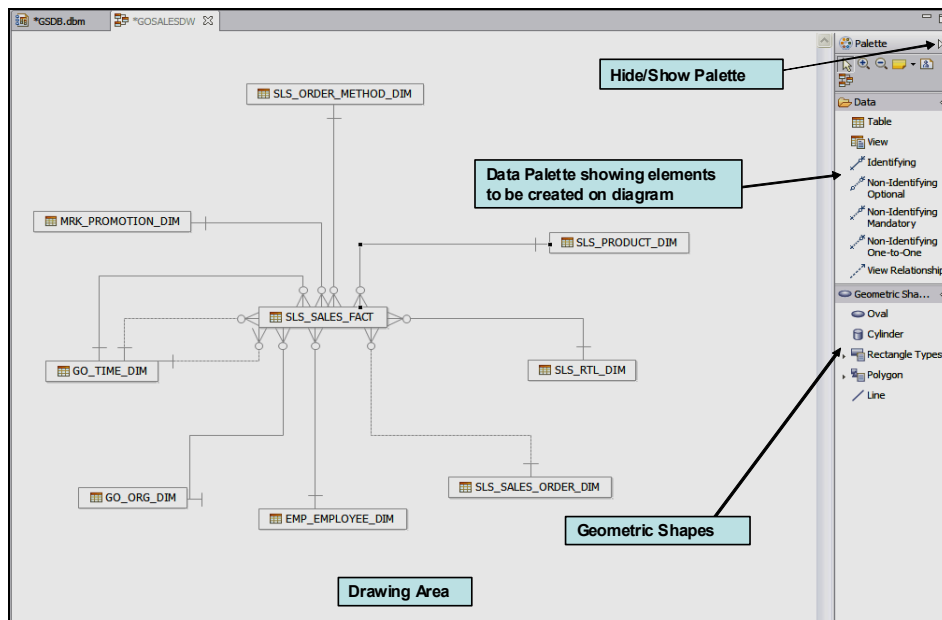 *GSDB.dbm
*GOSALESDW
Palette
Hide/Show Palette
SLS_ORDER_METHOD_DIM
Data
Table
View
Data Palette showing elements
to be created on diagram
Identifying
Non-Identifying
Optional
Non-Identifying
Mandatory
Non-Identifying
One-to-One
View Relationship
MRK_PROMOTION_DIM
SLS_PRODUCT_DIM
Geometric Sha...
Oval
Cylinder
Rectangle Types
Polygon
Line
SLS_SALES_FACT
GO_TIME_DIM
SLS_RTL_DIM
GO_ORG_DIM
SLS_SALES_ORDER_DIM
EMP_EMPLOYEE_DIM
Geometric Shapes
Drawing Area